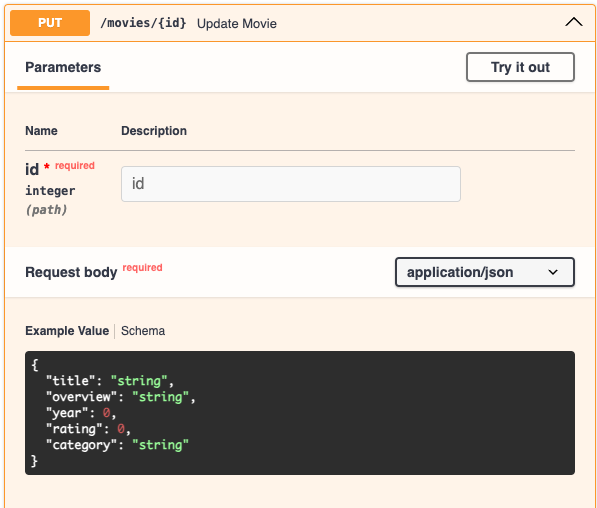 PUT /movies/{id} Update Movie
Parameters Try it out
Name Description
id * required
integer
(path)
id
Request body required application/json
Example Value Schema
{
  "title": "string",
  "overview": "string",
  "year": 0,
  "rating": 0,
  "category": "string"
}